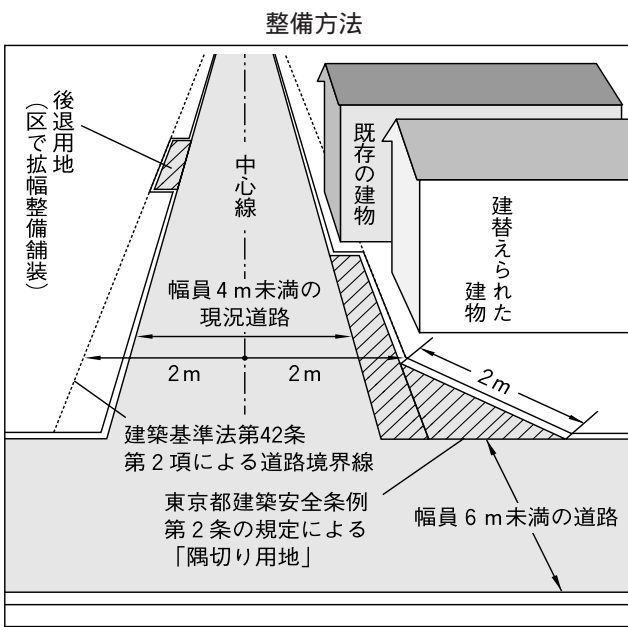 整備方法
後退用地
（区で拡幅整備舗装）
中心線
既存の建物
建替えられた
建物
幅員４ｍ未満の
現況道路
2m
2m
2m
建築基準法第42条
第２項による道路境界線
東京都建築安全条例
第２条の規定による
「隅切り用地」
幅員６ｍ未満の道路